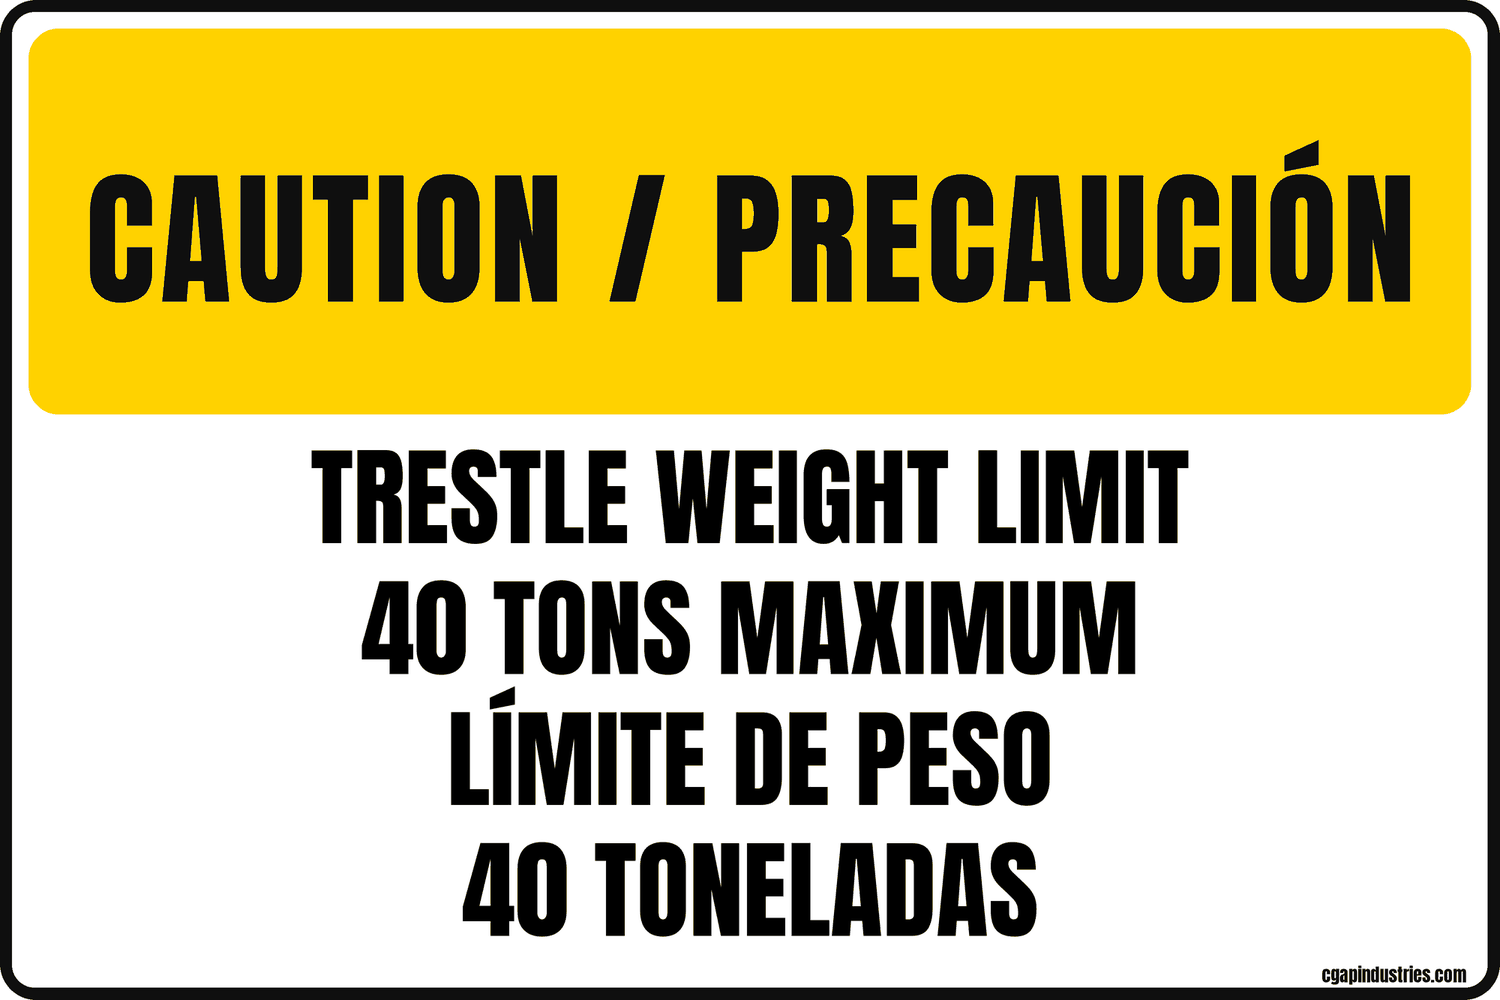 CAUTION / PRECAUCIÓN
TRESTLE WEIGHT LIMIT
40 TONS MAXIMUM
LÍMITE DE PESO
40 TONELADAS
cgapindustries.com